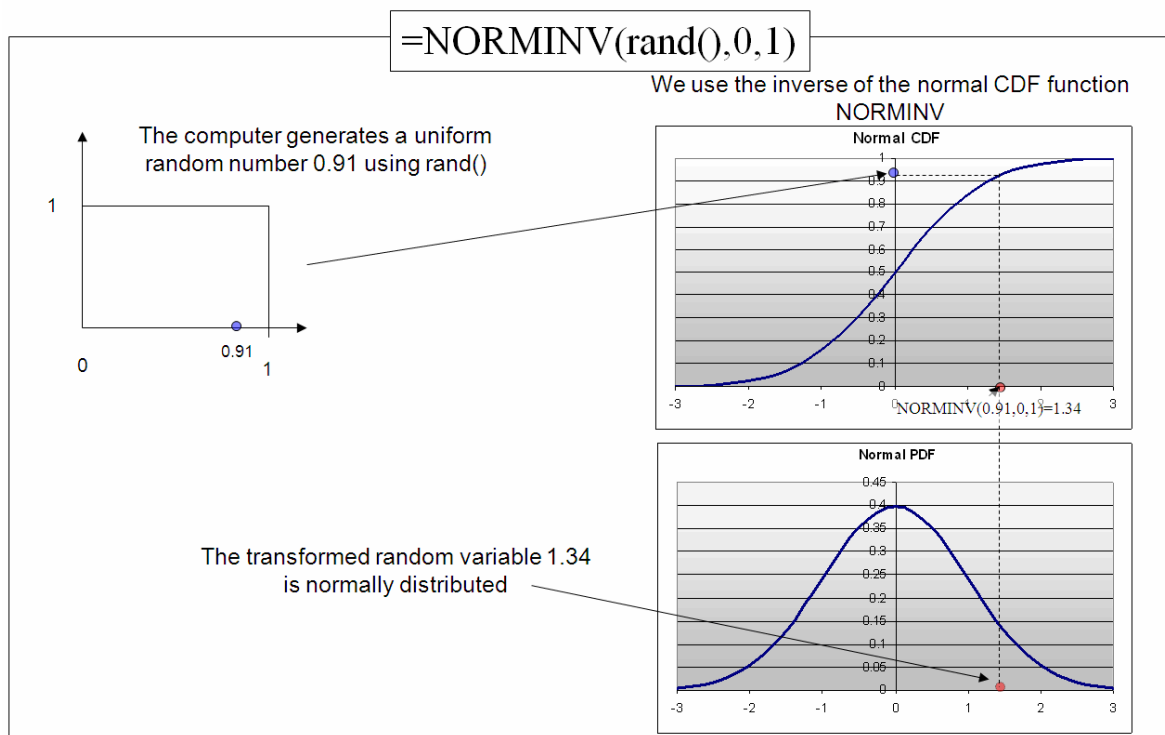 =NORMINV(rand(),0,1)
The computer generates a uniform
random number 0.91 using rand()
1
0.91
0
1
We use the inverse of the normal CDF function
NORMINV
Normal CDF
1
0.9
0.8
0.7
0.6
0.5
0.4
0.3
0.2
0.1
0
-3 -2 -1 0 1 2 3
NORMINV(0.91,0,1)=1.34
Normal PDF
0.45
0.4
0.35
0.3
0.25
0.2
0.15
0.1
0.05
0
-3 -2 -1 0 1 2 3
The transformed random variable 1.34
is normally distributed